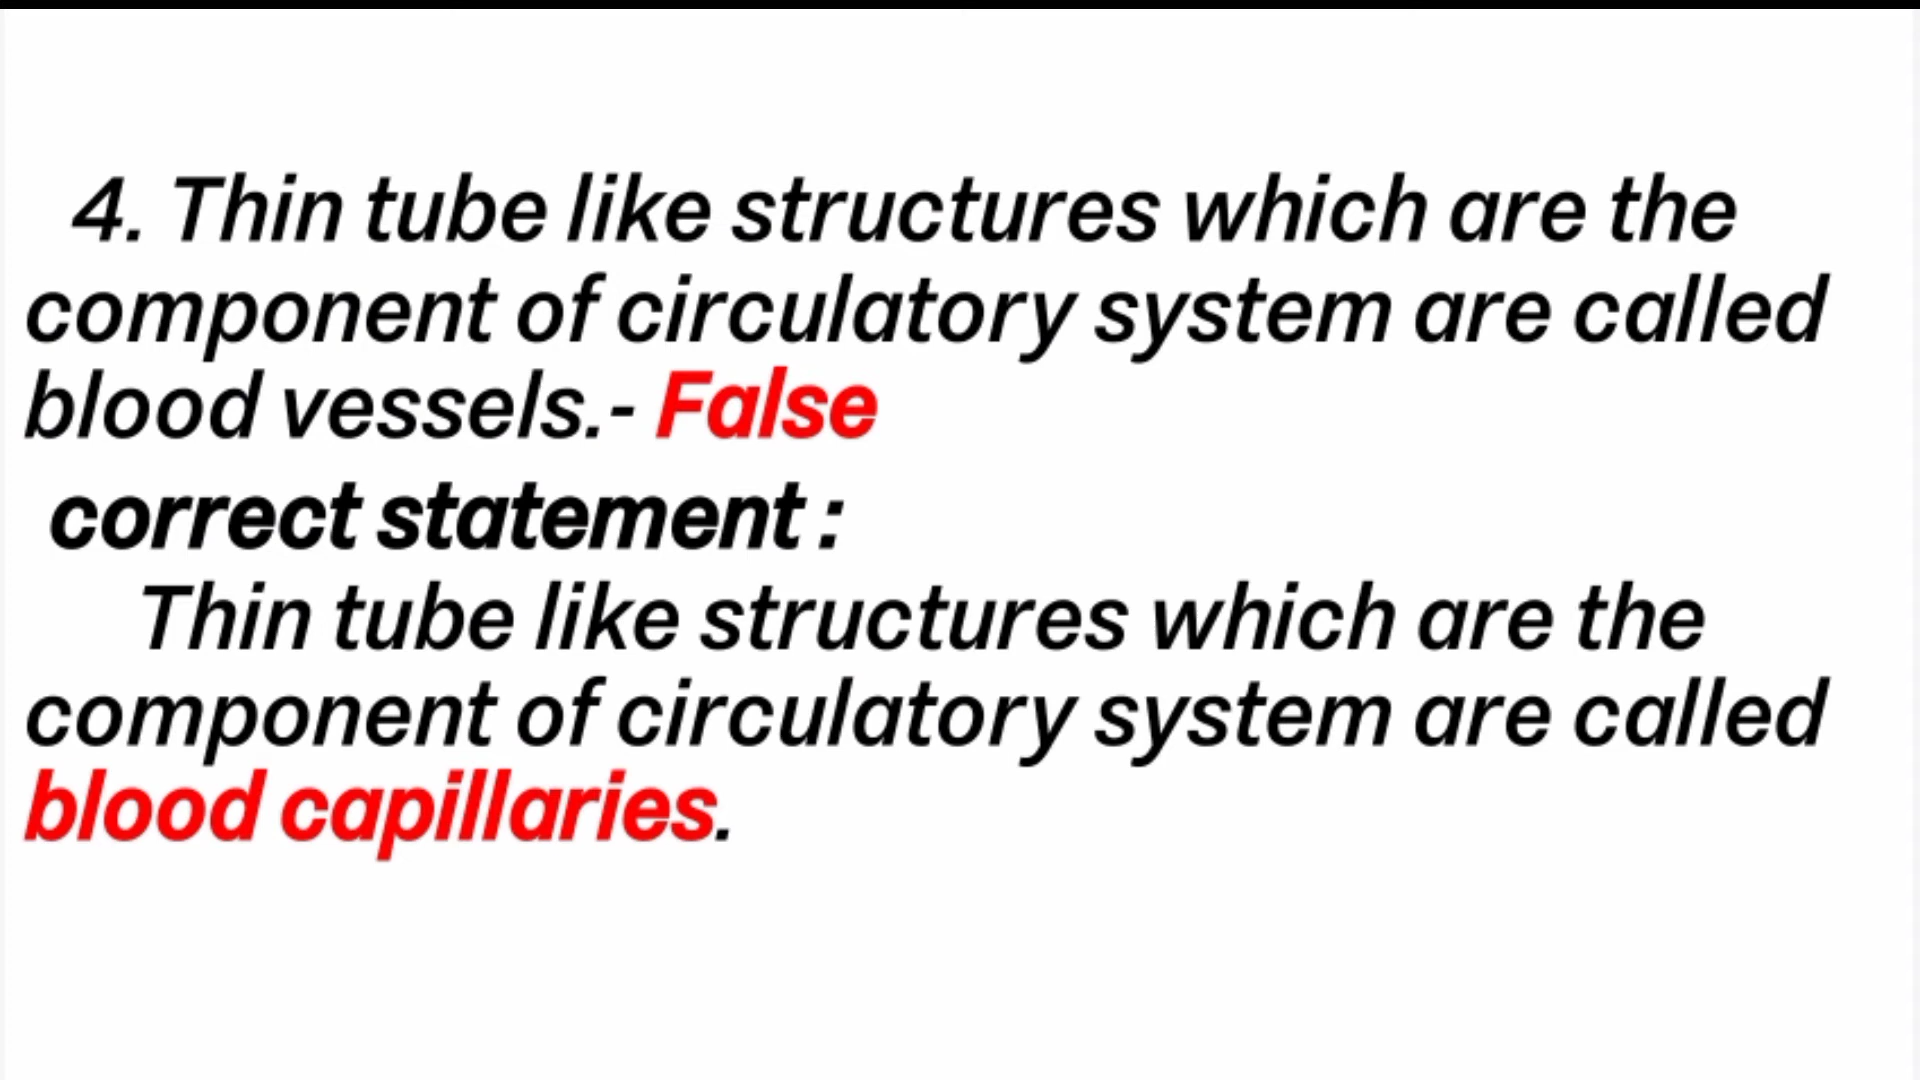 4. Thin tube like structures which are the
component of circulatory system are called
blood vessels.- False
correct statement :
Thin tube like structures which are the
component of circulatory system are called
blood capillaries.